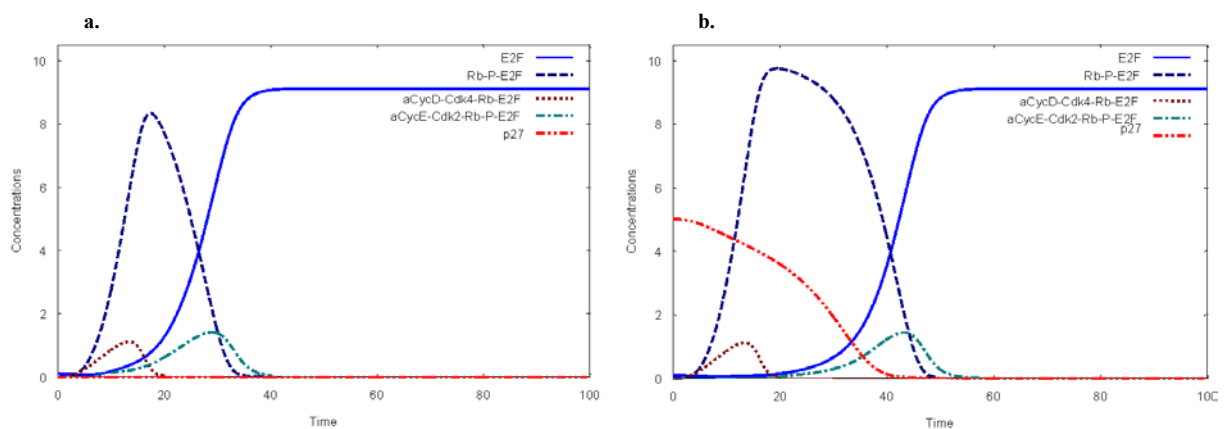 a.
E2F
Rb-P-E2F
aCycD-Cdk4-Rb-E2F
aCycE-Cdk2-Rb-P-E2F
p27
10
8
6
4
2
0
Concentrations
0 20 40 60 80 100
Time
b.
E2F
Rb-P-E2F
aCycD-Cdk4-Rb-E2F
aCycE-Cdk2-Rb-P-E2F
p27
10
8
6
4
2
0
Concentrations
0 20 40 60 80 100
Time